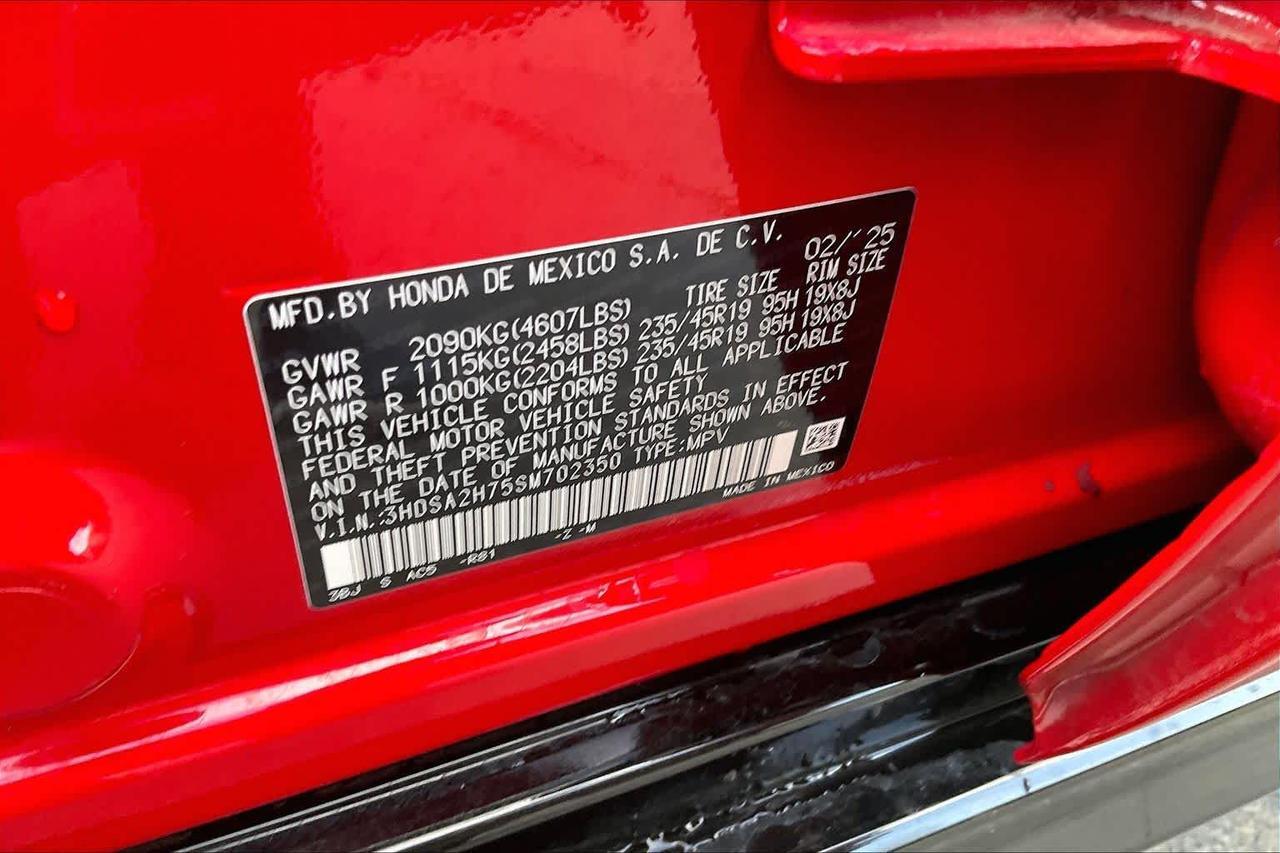 MFD.BY HONDA DE MEXICO S.A. DE C.V. 02/'25
TIRE SIZE RIM SIZE
GVWR 2090KG(4607LBS)
GAWR F 1115KG(2458LBS) 235/45R19 95H 19X8J
GAWR R 1000KG(2204LBS) 235/45R19 95H 19X8J
THIS VEHICLE CONFORMS TO ALL APPLICABLE
FEDERAL MOTOR VEHICLE SAFETY
AND THEFT PREVENTION STANDARDS IN EFFECT
ON THE DATE OF MANUFACTURE SHOWN ABOVE.
V.I.N.:3HDSA2H75SM702350 TYPE:MPV
MADE IN MEXICO
3BJ S AC5 -R81 -Z -M